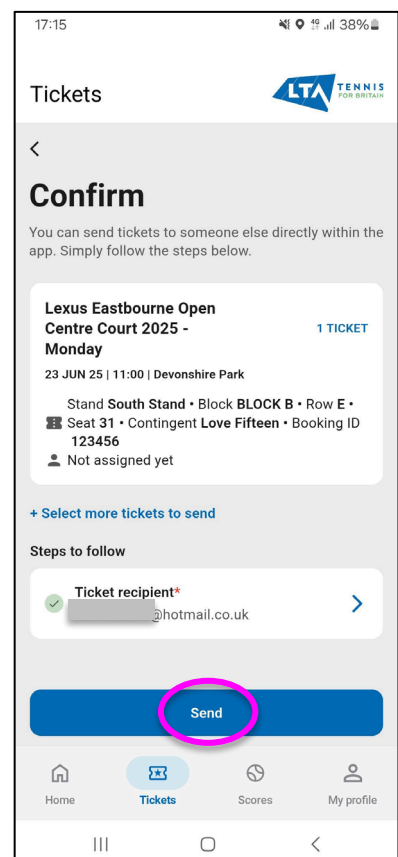 17:15 4G 38%
Tickets
LTA TENNIS
FOR BRITAIN
Confirm
You can send tickets to someone else directly within the
app. Simply follow the steps below.
Lexus Eastbourne Open
Centre Court 2025 -
Monday
1 TICKET
23 JUN 25 | 11:00 | Devonshire Park
Stand South Stand • Block BLOCK B • Row E •
Seat 31 • Contingent Love Fifteen • Booking ID
123456
Not assigned yet
+ Select more tickets to send
Steps to follow
Ticket recipient*
@hotmail.co.uk
Send
Home Tickets Scores My profile